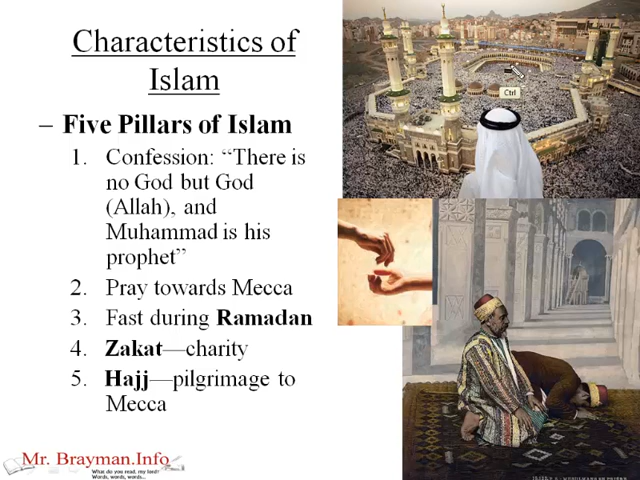 Characteristics of
Islam
– Five Pillars of Islam
1. Confession: “There is
no God but God
(Allah), and
Muhammad is his
prophet”
2. Pray towards Mecca
3. Fast during Ramadan
4. Zakat—charity
5. Hajj—pilgrimage to
Mecca
Ctrl
Mr. Brayman.Info
What do you read, my lord?
Words, words, words...